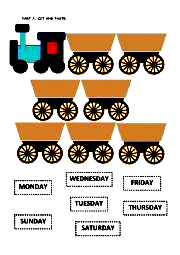 PART A. CUT AND PASTE.
WEDNESDAY
MONDAY
FRIDAY
TUESDAY
THURSDAY
SUNDAY
SATURDAY